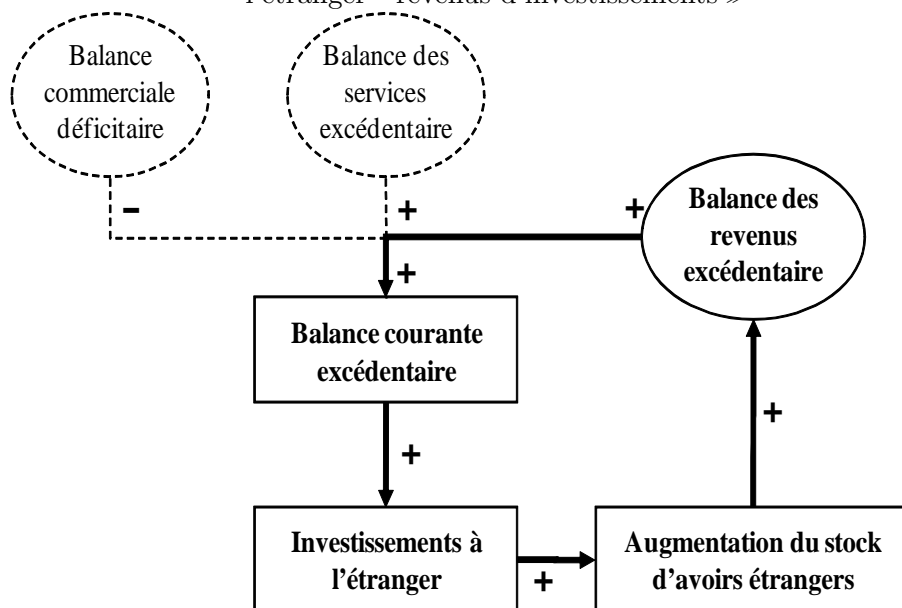 l'étranger - revenus d'investissements »
Balance
commerciale
déficitaire
Balance des
services
excédentaire
-
+
+
Balance des
revenus
excédentaire
+
Balance courante
excédentaire
+
+
Investissements à
l'étranger
+
Augmentation du stock
d'avoirs étrangers